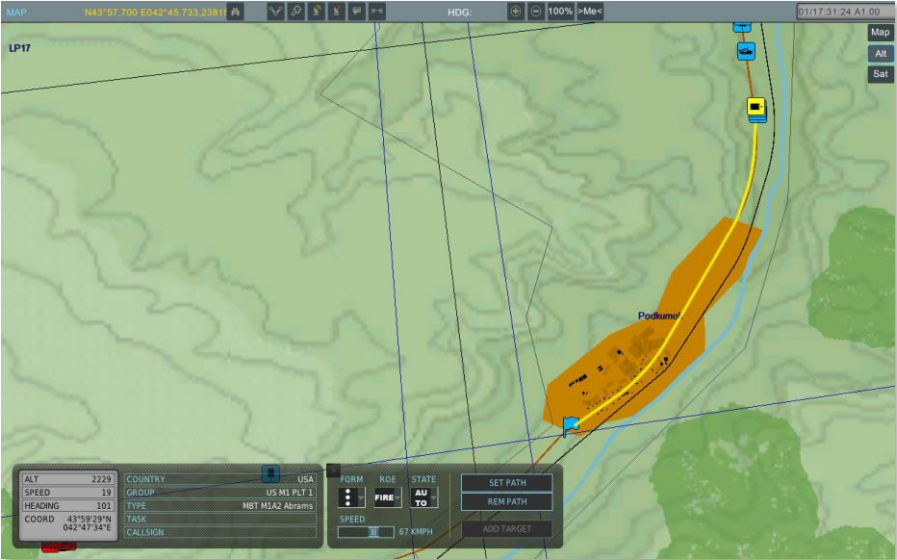 MAP N43°57.700 E042°45.733,2381 HDG: 100% >Me< 01/17:31:24 A1.00
Map
LP17
Alt
Sat
Podkumok
ALT 2229
SPEED 19
HEADING 101
COORD 43°59'29"N
042°47'34"E
COUNTRY USA
GROUP US M1 PLT 1
TYPE MBT M1A2 Abrams
TASK
CALLSIGN
FORM ROE STATE
FIRE AU
TO
SPEED
67 KMPH
SET PATH
REM PATH
ADD TARGET